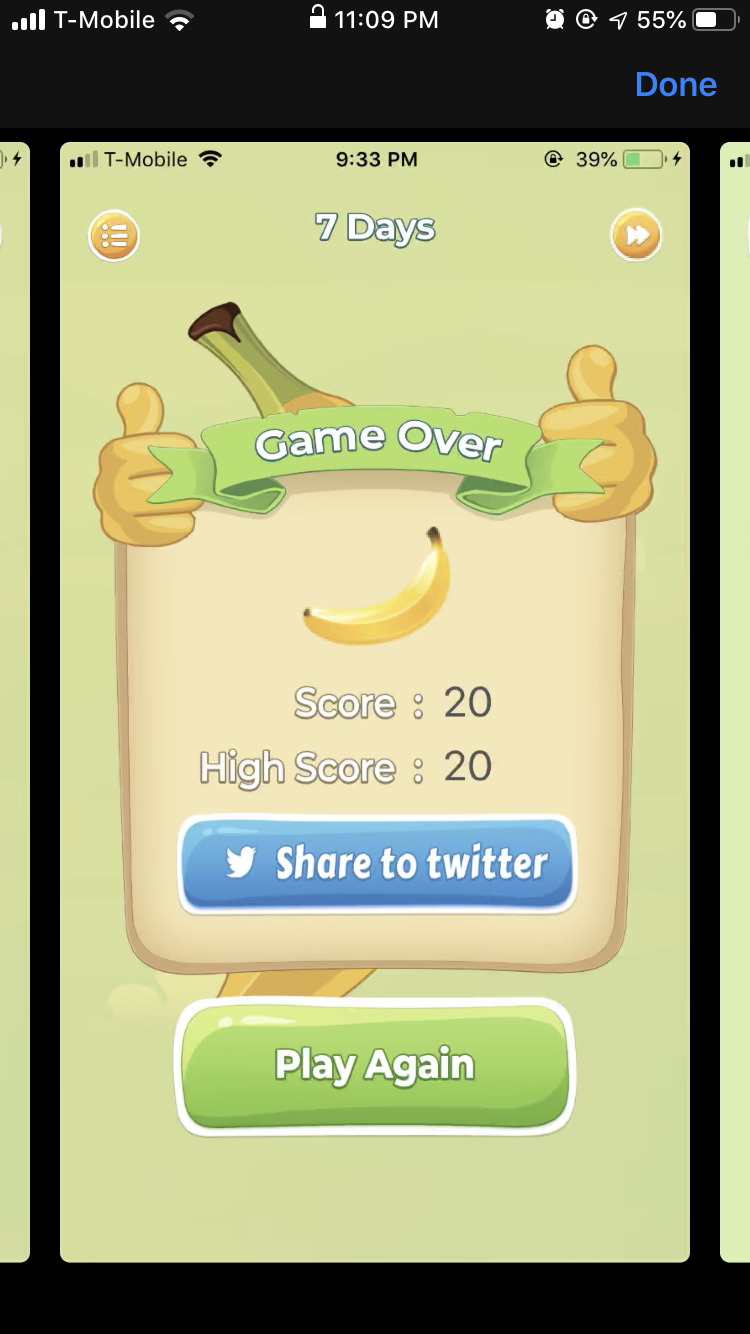 T-Mobile 11:09 PM 55%
Done
T-Mobile 9:33 PM 39%
7 Days
Game Over
Score : 20
High Score : 20
Share to twitter
Play Again